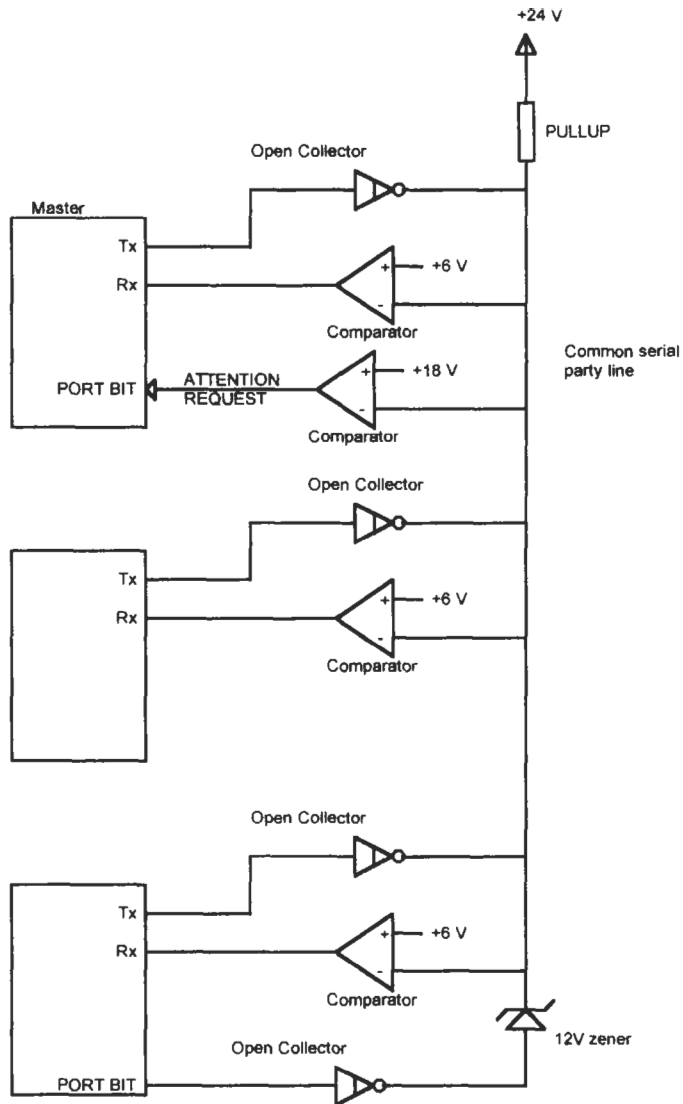 +24 V
PULLUP
Open Collector
Master
Tx
+
+6 V
Rx
-
Comparator
Common serial
party line
+
+18 V
PORT BIT
ATTENTION
REQUEST
-
Comparator
Open Collector
Tx
+
+6 V
Rx
-
Comparator
Open Collector
Tx
+
+6 V
Rx
-
Comparator
12V zener
Open Collector
PORT BIT